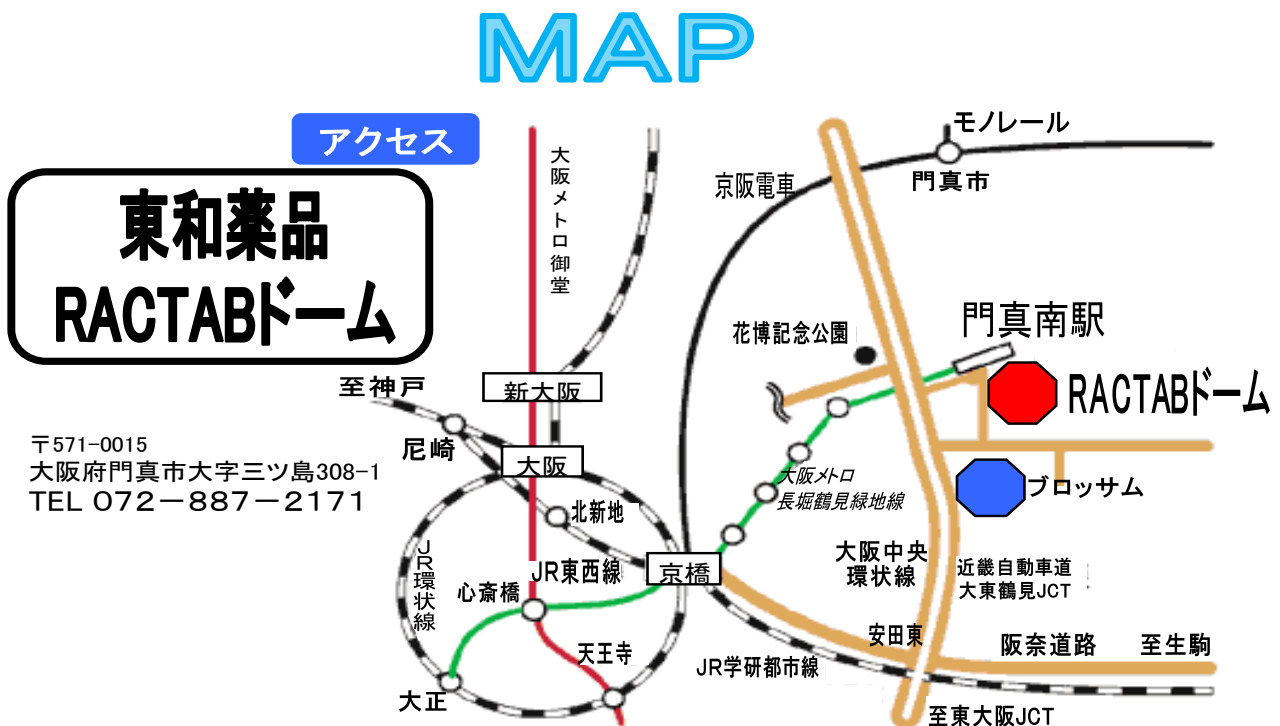 MAP
アクセス
東和薬品
RACTABドーム
〒571-0015
大阪府門真市大字三ツ島308-1
TEL 072-887-2171
大阪メトロ御堂
モノレール
京阪電車
門真市
花博記念公園
門真南駅
RACTABドーム
至神戸
新大阪
尼崎
大阪
北新地
大阪メトロ
長堀鶴見緑地線
ブロッサム
JR環状線
心斎橋
JR東西線
京橋
大阪中央
環状線
近畿自動車道
大東鶴見JCT
安田東
阪奈道路
至生駒
天王寺
JR学研都市線
大正
至東大阪JCT